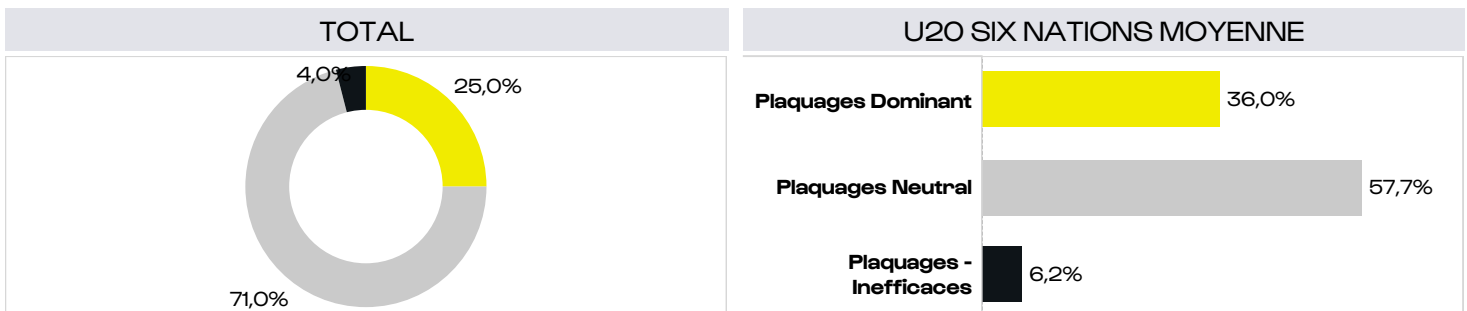 TOTAL
4,0%
25,0%
71,0%
U20 SIX NATIONS MOYENNE
Plaquages Dominant
36,0%
Plaquages Neutral
57,7%
Plaquages -
Inefficaces
6,2%